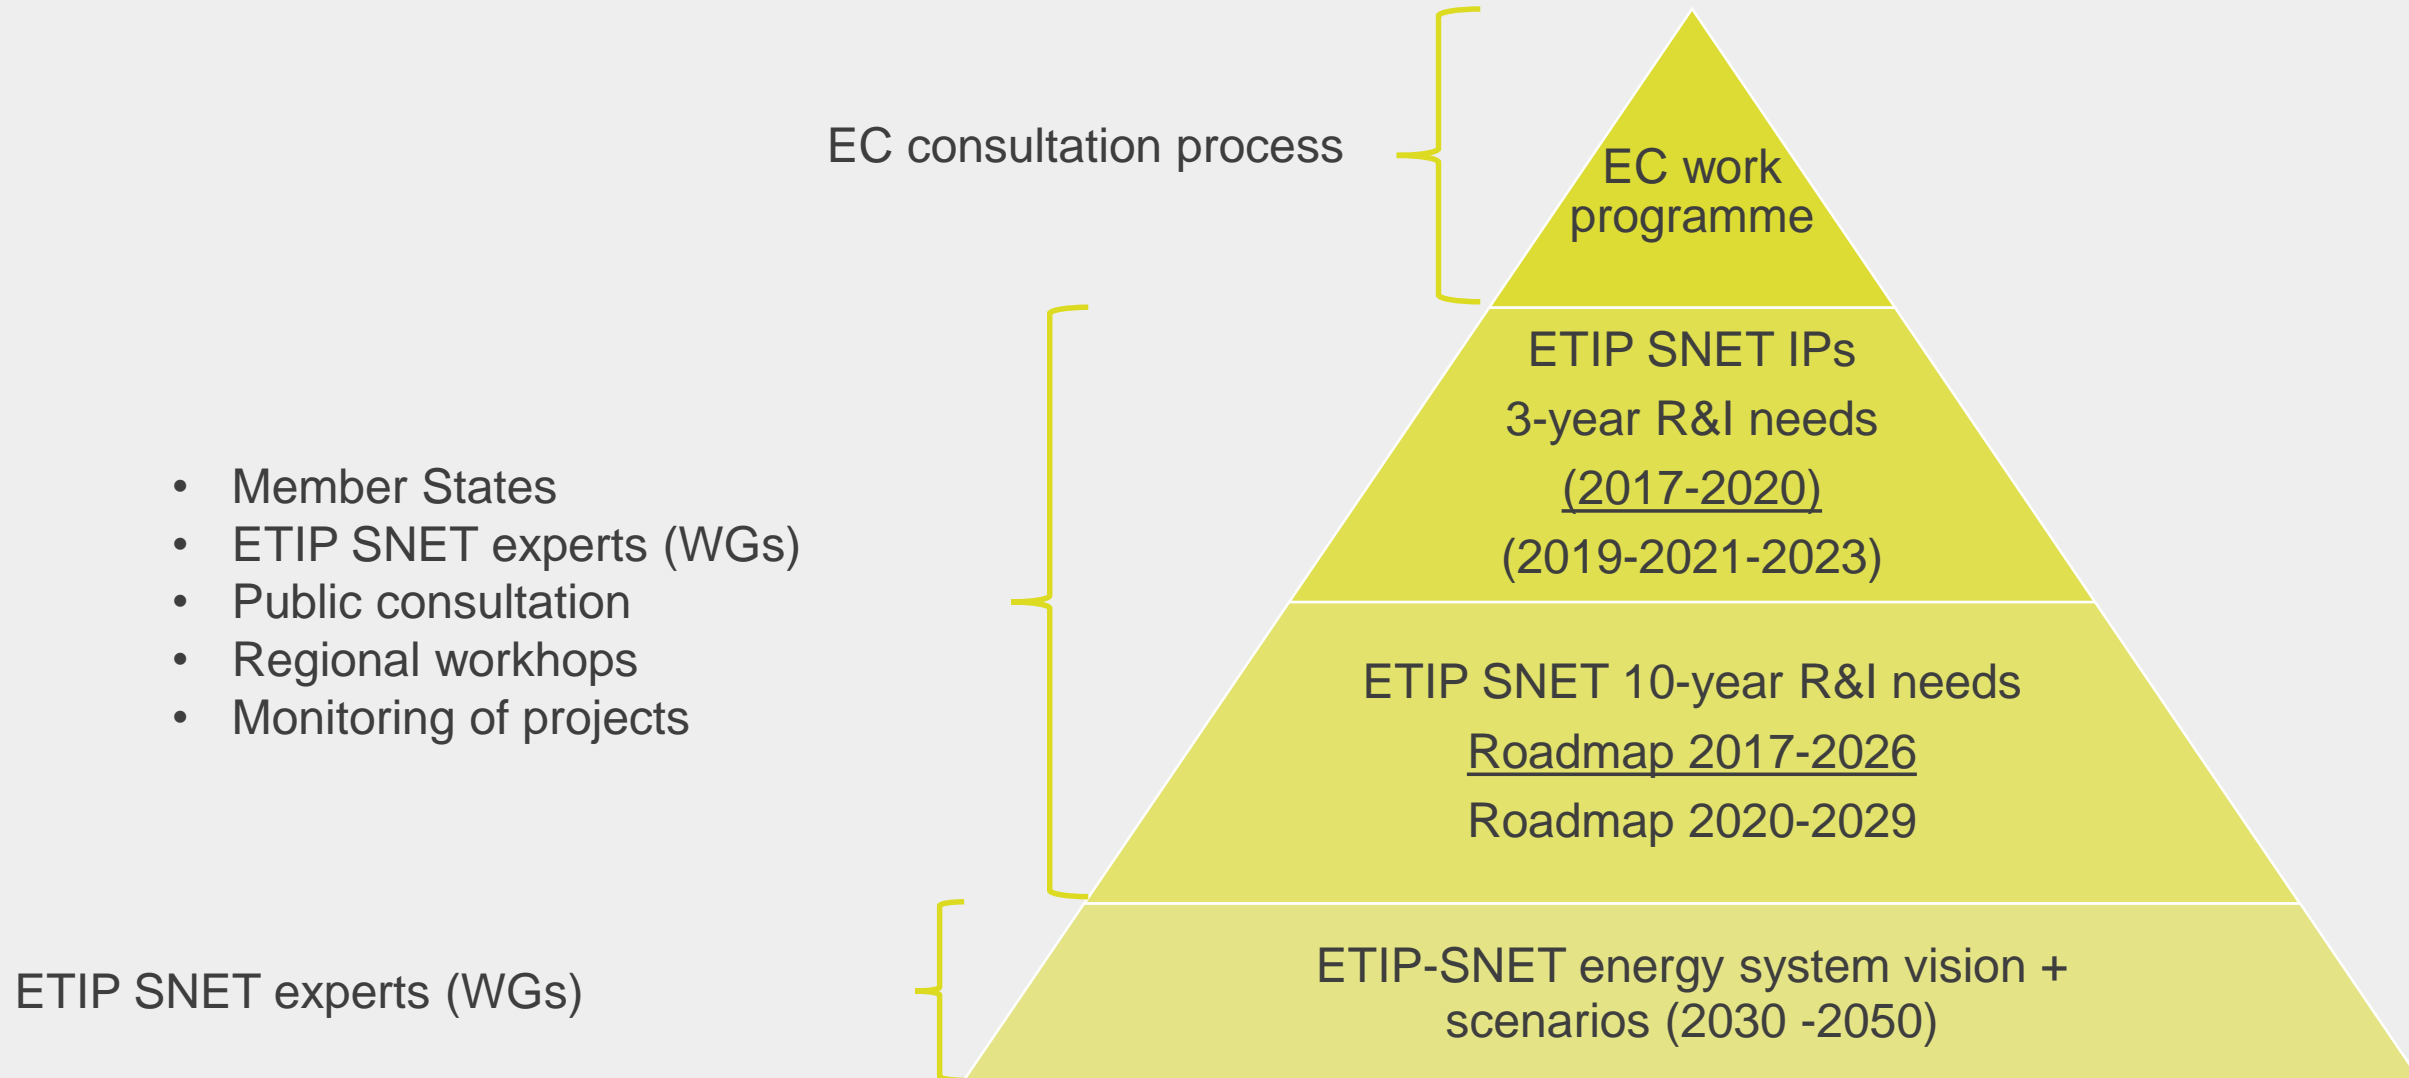 EC consultation process
EC work
programme
ETIP SNET IPs
3-year R&I needs
(2017-2020)
(2019-2021-2023)
• Member States
• ETIP SNET experts (WGs)
• Public consultation
• Regional workhops
• Monitoring of projects
ETIP SNET 10-year R&I needs
Roadmap 2017-2026
Roadmap 2020-2029
ETIP SNET experts (WGs)
ETIP-SNET energy system vision +
scenarios (2030 -2050)